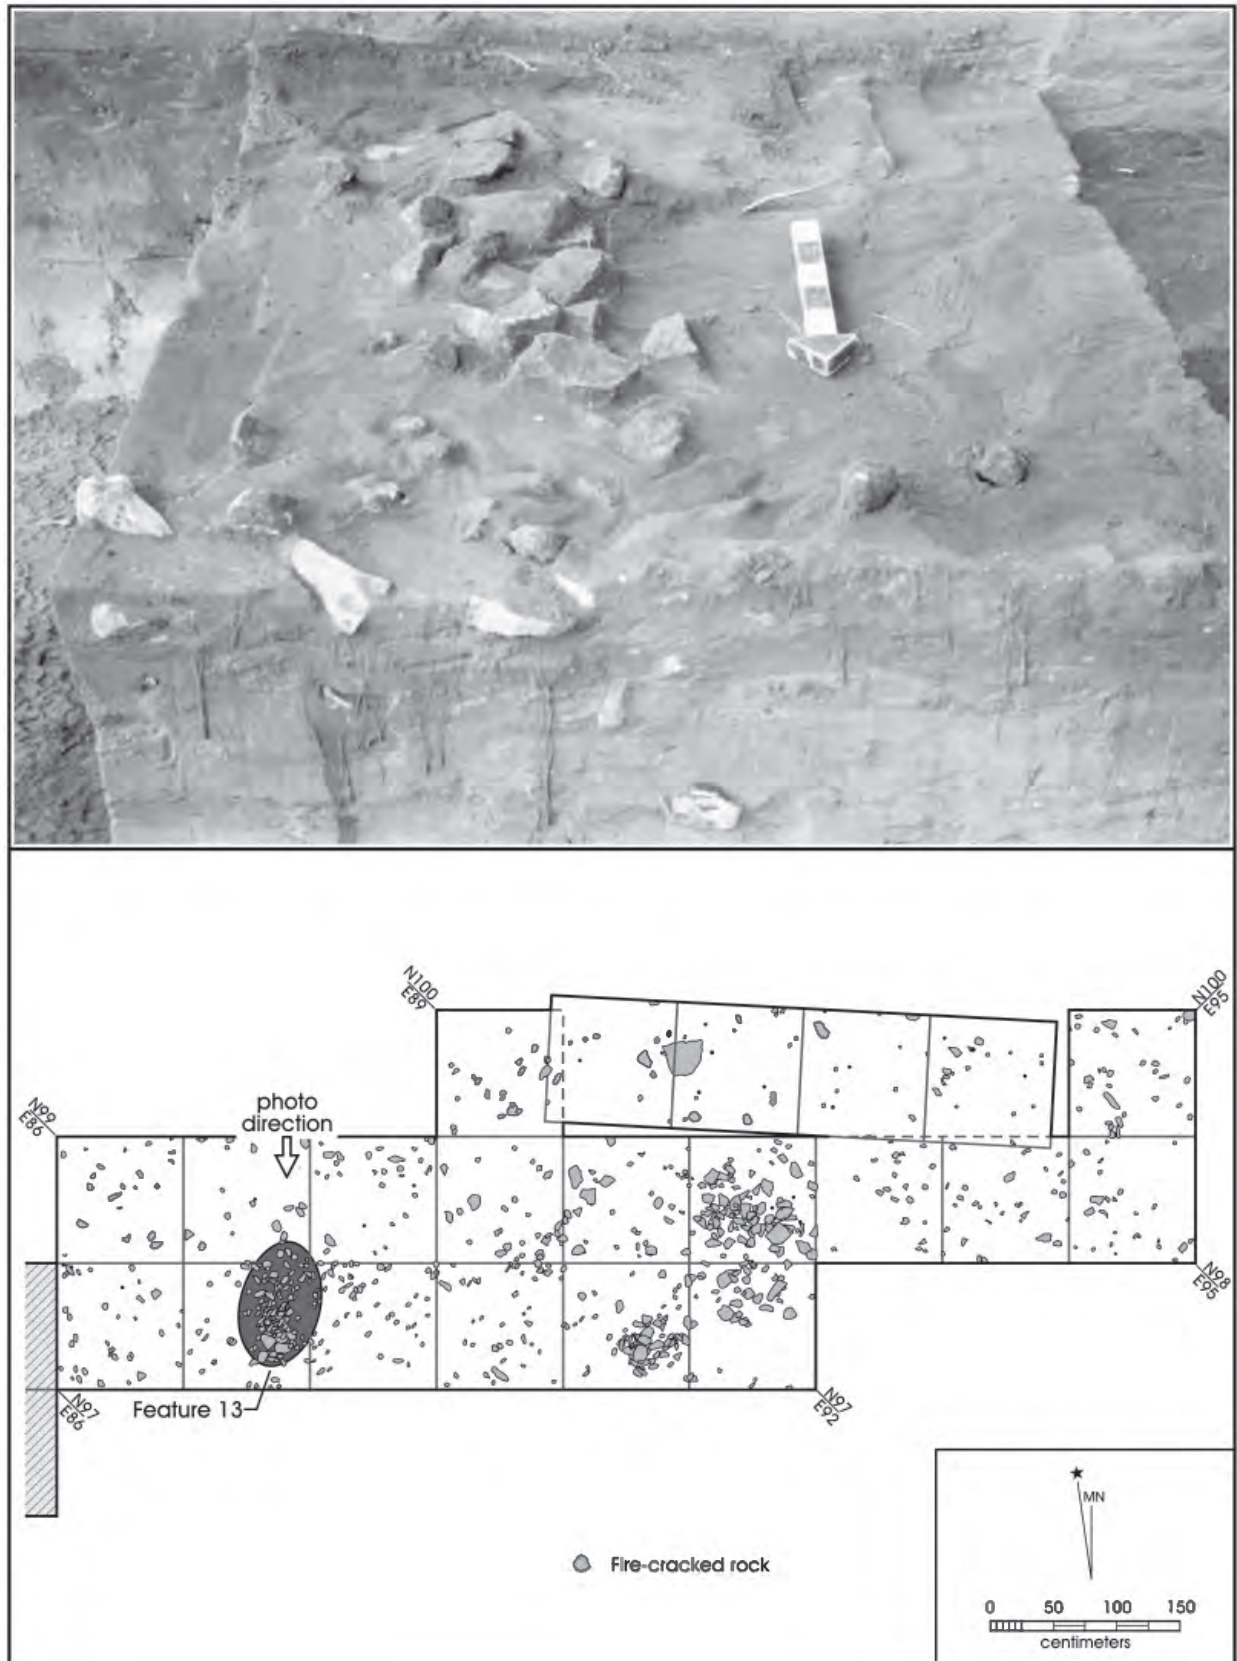 N100
E89
N100
E95
N99
E86
photo
direction
N98
E95
N97
E86
Feature 13
N97
E92
MN
Fire-cracked rock
0 50 100 150
centimeters